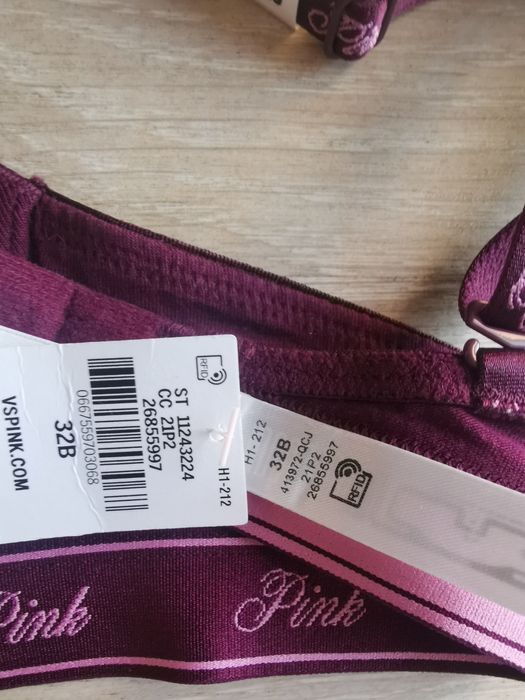 RFID
ST 11243224
CC 21P2
26855997
0667559703068
32B
VSPINK.COM
H1-212
H1-212
32B
413972-QCJ
21P2
26855997
RFID
Pink
Pink